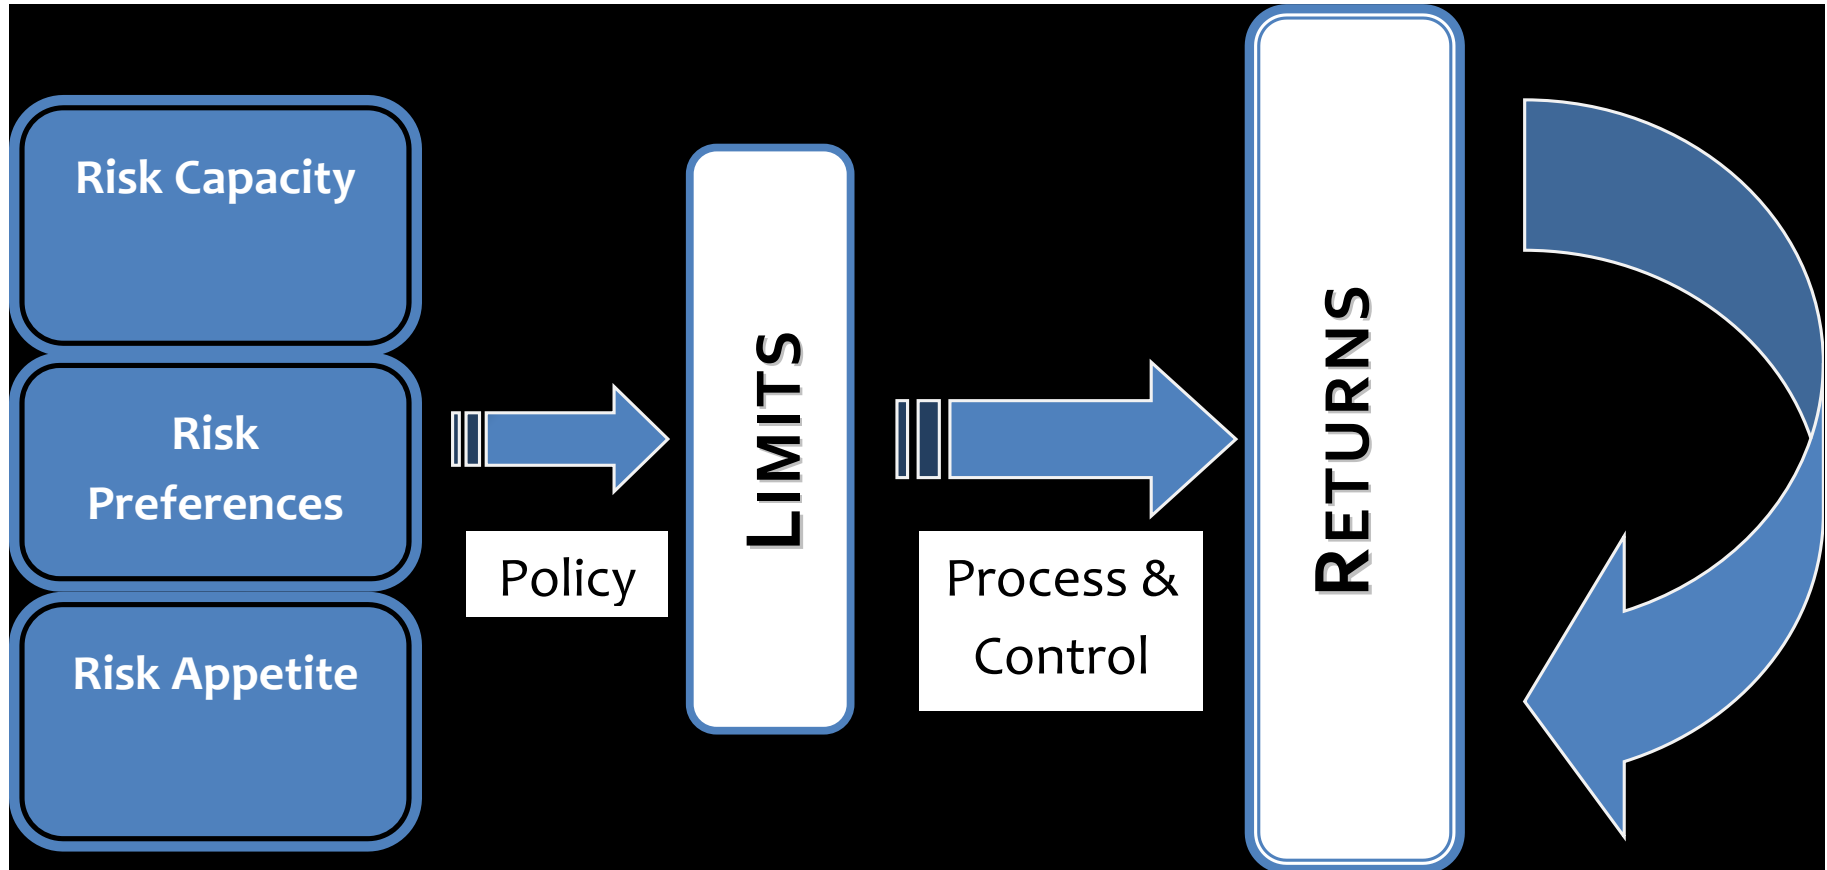 Risk Capacity
Risk
Preferences
Risk Appetite
Policy
LIMITS
Process &
Control
RETURNS